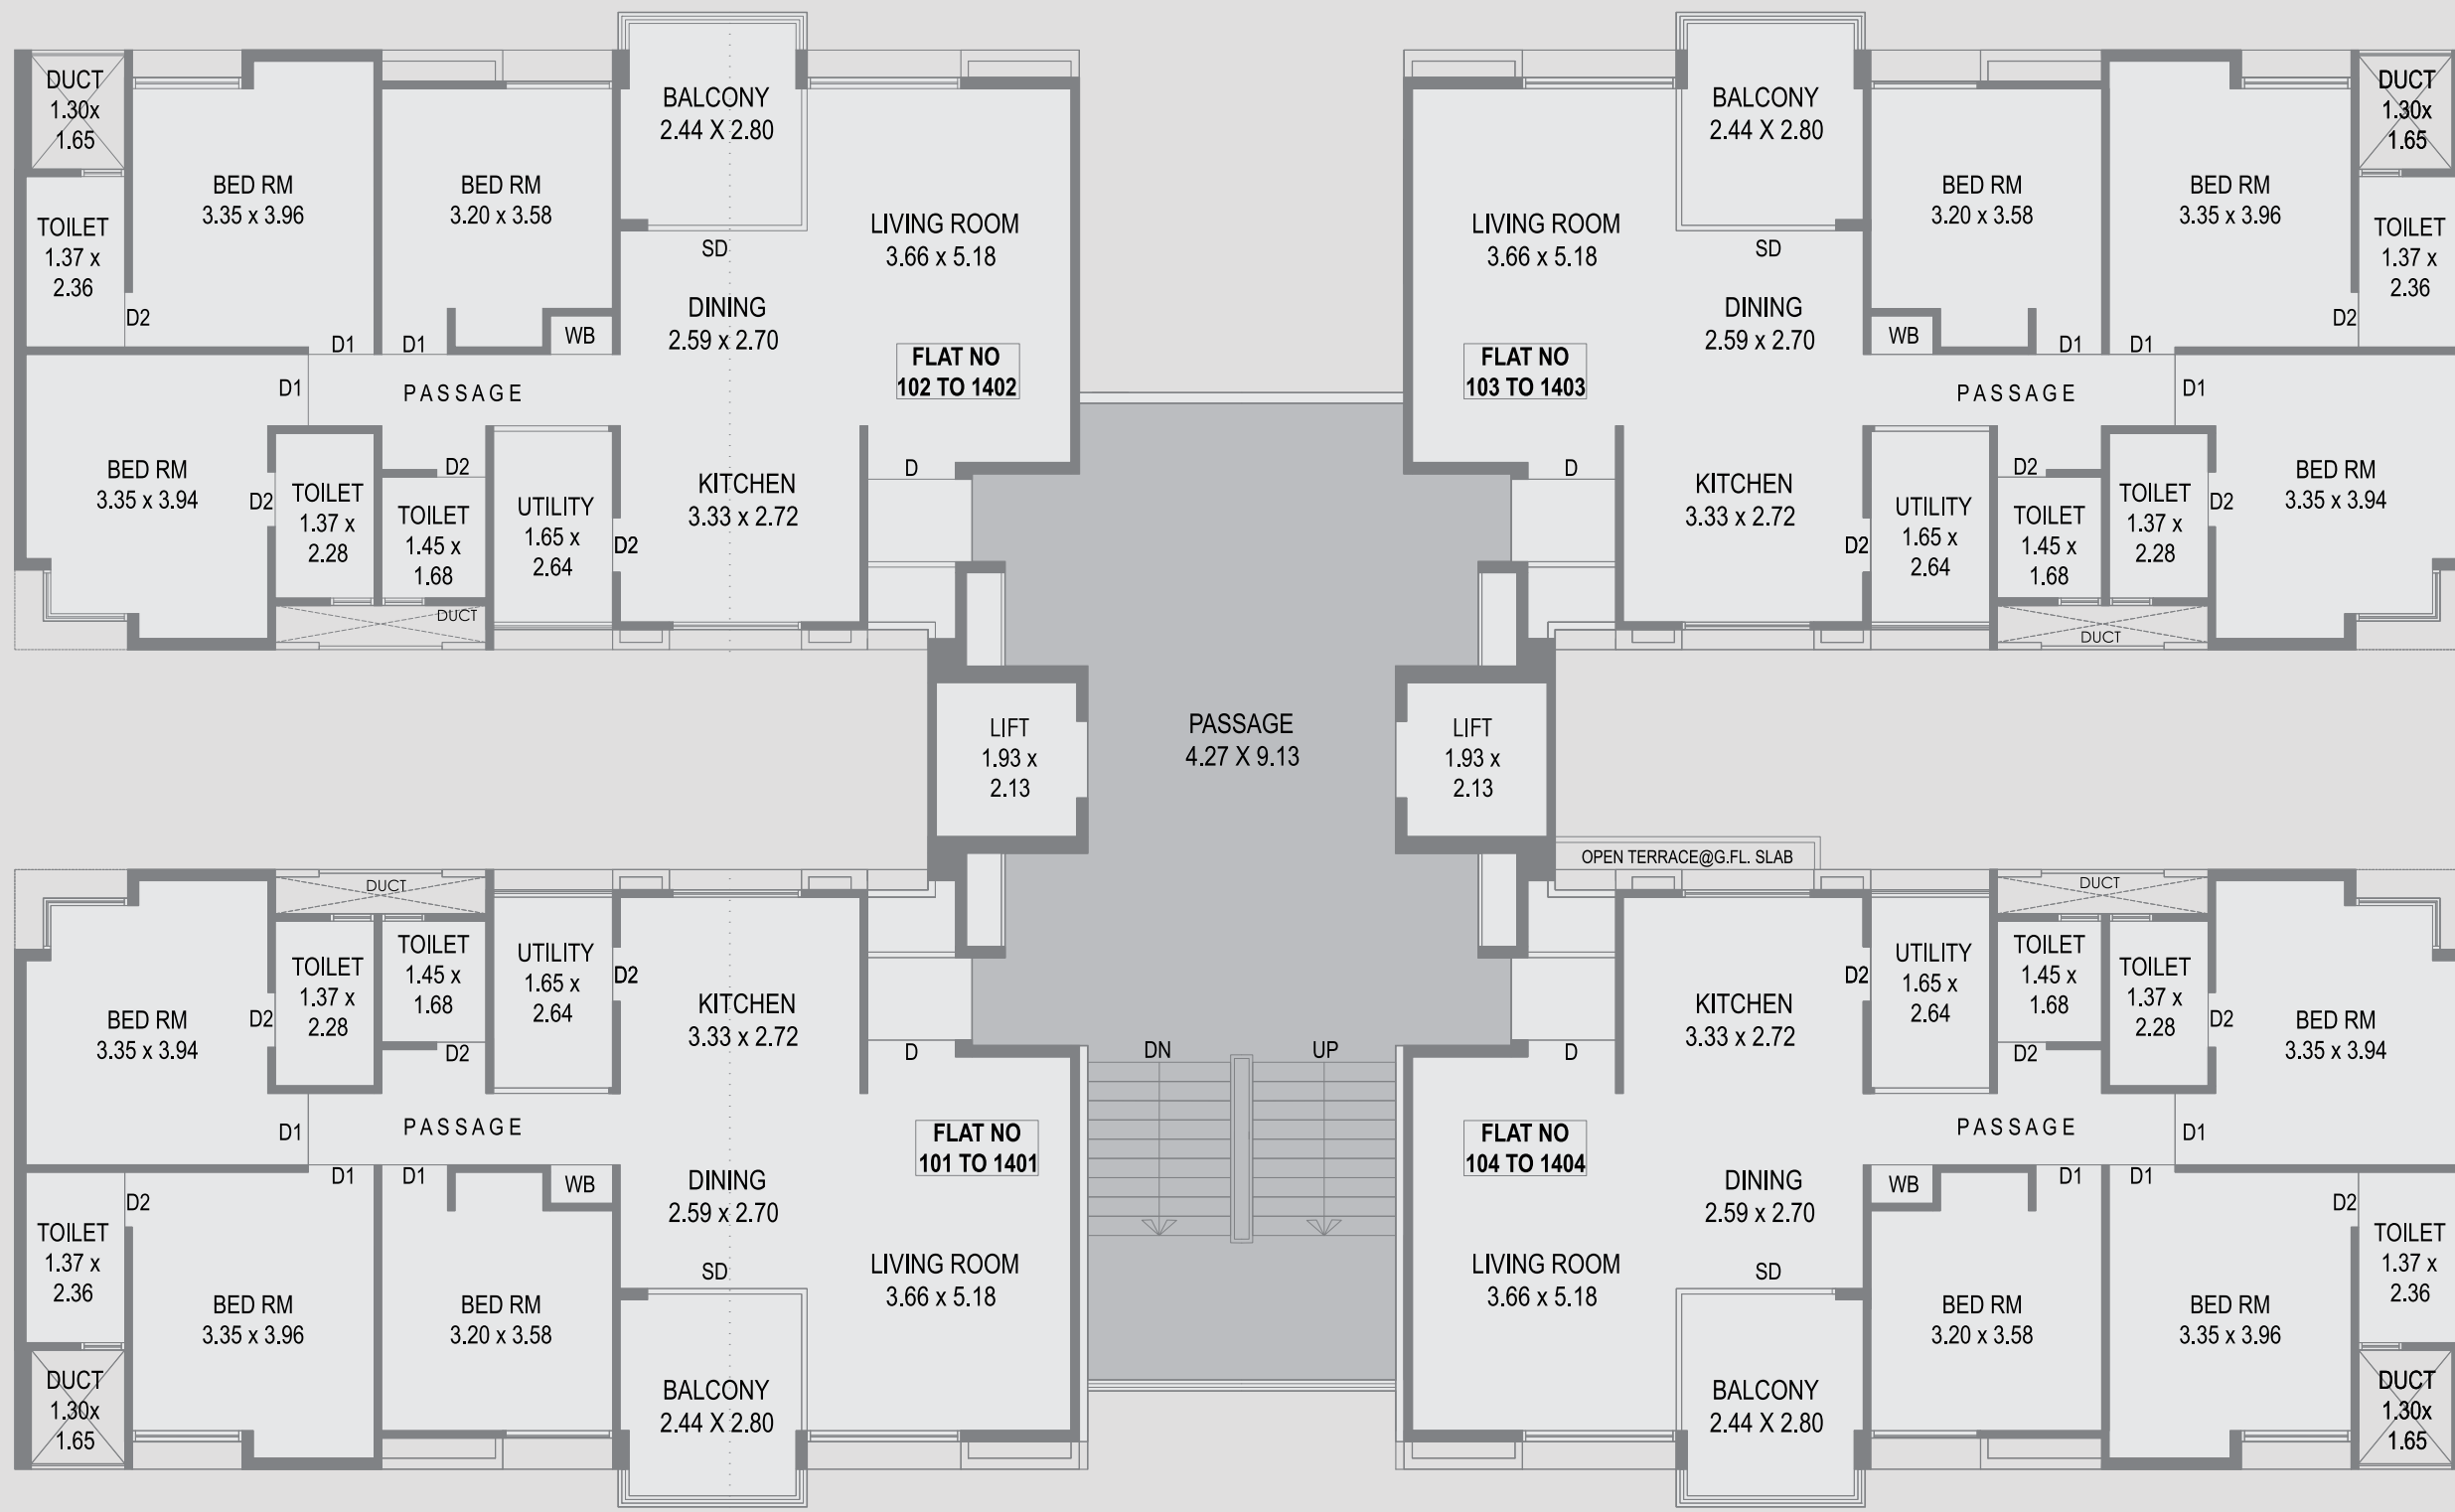 DUCT
1.30x
1.65
BED RM
3.35 x 3.96
BED RM
3.20 x 3.58
BALCONY
2.44 X 2.80
LIVING ROOM
3.66 x 5.18
TOILET
1.37 x
2.36
D2
D1
D1
WB
SD
DINING
2.59 x 2.70
FLAT NO
102 TO 1402
D1
PASSAGE
BED RM
3.35 x 3.94
D2
TOILET
1.37 x
2.28
D2
TOILET
1.45 x
1.68
UTILITY
1.65 x
2.64
D2
KITCHEN
3.33 x 2.72
D
DUCT
BALCONY
2.44 X 2.80
BED RM
3.20 x 3.58
BED RM
3.35 x 3.96
DUCT
1.30x
1.65
LIVING ROOM
3.66 x 5.18
SD
DINING
2.59 x 2.70
WB
D1
D1
D2
TOILET
1.37 x
2.36
FLAT NO
103 TO 1403
PASSAGE
D1
D
KITCHEN
3.33 x 2.72
D2
UTILITY
1.65 x
2.64
D2
TOILET
1.45 x
1.68
TOILET
1.37 x
2.28
D2
BED RM
3.35 x 3.94
DUCT
LIFT
1.93 x
2.13
PASSAGE
4.27 X 9.13
LIFT
1.93 x
2.13
OPEN TERRACE@G.FL. SLAB
DUCT
BED RM
3.35 x 3.94
D2
TOILET
1.37 x
2.28
TOILET
1.45 x
1.68
D2
UTILITY
1.65 x
2.64
D2
KITCHEN
3.33 x 2.72
D
D1
PASSAGE
FLAT NO
101 TO 1401
D2
D1
D1
WB
DINING
2.59 x 2.70
TOILET
1.37 x
2.36
SD
LIVING ROOM
3.66 x 5.18
BED RM
3.35 x 3.96
BED RM
3.20 x 3.58
DUCT
1.30x
1.65
BALCONY
2.44 X 2.80
DN
UP
DUCT
D
KITCHEN
3.33 x 2.72
D2
UTILITY
1.65 x
2.64
TOILET
1.45 x
1.68
D2
TOILET
1.37 x
2.28
D2
BED RM
3.35 x 3.94
FLAT NO
104 TO 1404
PASSAGE
D1
DINING
2.59 x 2.70
WB
D1
D1
D2
TOILET
1.37 x
2.36
LIVING ROOM
3.66 x 5.18
SD
BED RM
3.20 x 3.58
BED RM
3.35 x 3.96
BALCONY
2.44 X 2.80
DUCT
1.30x
1.65